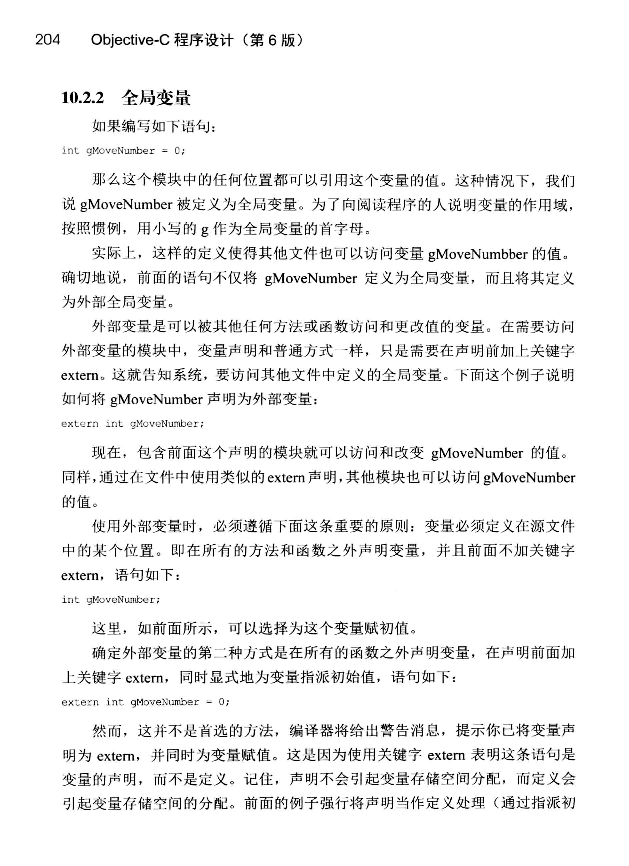 204 Objective-C 程序设计（第 6 版）
10.2.2 全局变量
如果编写如下语句：
int gMoveNumber = 0;
那么这个模块中的任何位置都可以引用这个变量的值。这种情况下，我们
说 gMoveNumber 被定义为全局变量。为了向阅读程序的人说明变量的作用域，
按照惯例，用小写的 g 作为全局变量的首字母。
实际上，这样的定义使得其他文件也可以访问变量 gMoveNumbber 的值。
确切地说，前面的语句不仅将 gMoveNumber 定义为全局变量，而且将其定义
为外部全局变量。
外部变量是可以被其他任何方法或函数访问和更改值的变量。在需要访问
外部变量的模块中，变量声明和普通方式一样，只是需要在声明前加上关键字
extern。这就告知系统，要访问其他文件中定义的全局变量。下面这个例子说明
如何将 gMoveNumber 声明为外部变量：
extern int gMoveNumber;
现在，包含前面这个声明的模块就可以访问和改变 gMoveNumber 的值。
同样，通过在文件中使用类似的 extern 声明，其他模块也可以访问 gMoveNumber
的值。
使用外部变量时，必须遵循下面这条重要的原则：变量必须定义在源文件
中的某个位置。即在所有的方法和函数之外声明变量，并且前面不加关键字
extern，语句如下：
int gMoveNumber;
这里，如前面所示，可以选择为这个变量赋初值。
确定外部变量的第二种方式是在所有的函数之外声明变量，在声明前面加
上关键字 extern，同时显式地为变量指派初始值，语句如下：
extern int gMoveNumber = 0;
然而，这并不是首选的方法，编译器将给出警告消息，提示你已将变量声
明为 extern，并同时为变量赋值。这是因为使用关键字 extern 表明这条语句是
变量的声明，而不是定义。记住，声明不会引起变量存储空间分配，而定义会
引起变量存储空间的分配。前面的例子强行将声明当作定义处理（通过指派初